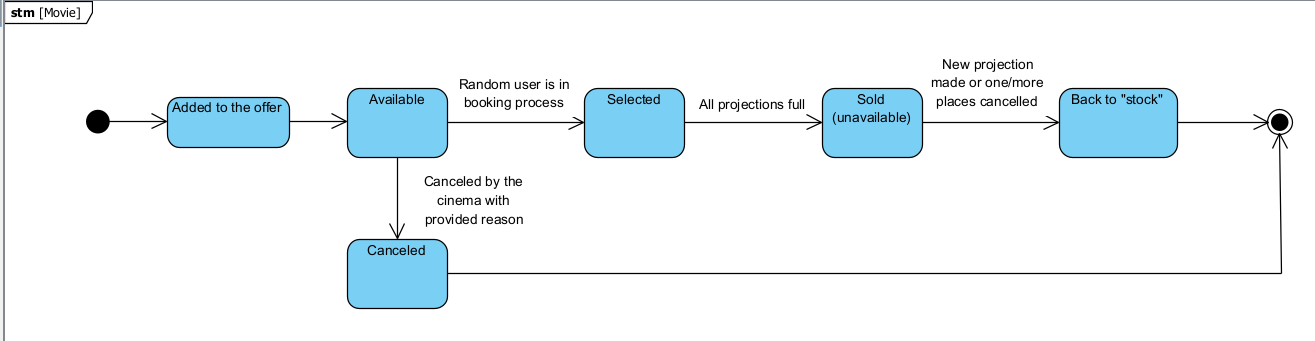 stm [Movie]
Added to the offer
Available
Random user is in
booking process
Selected
All projections full
Sold
(unavailable)
New projection
made or one/more
places cancelled
Back to "stock"
Canceled by the
cinema with
provided reason
Canceled